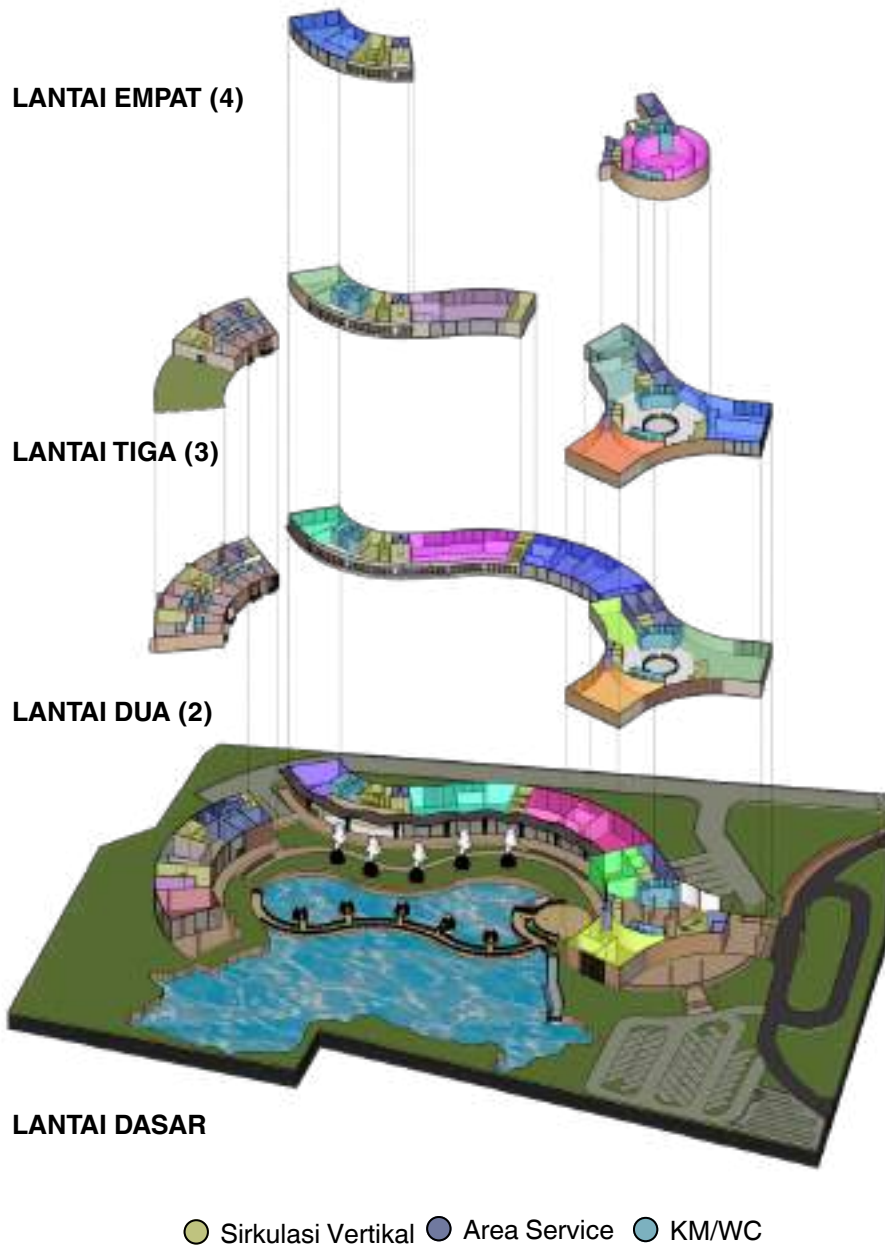 LANTAI EMPAT (4)
LANTAI TIGA (3)
LANTAI DUA (2)
LANTAI DASAR
Sirkulasi Vertikal Area Service KM/WC